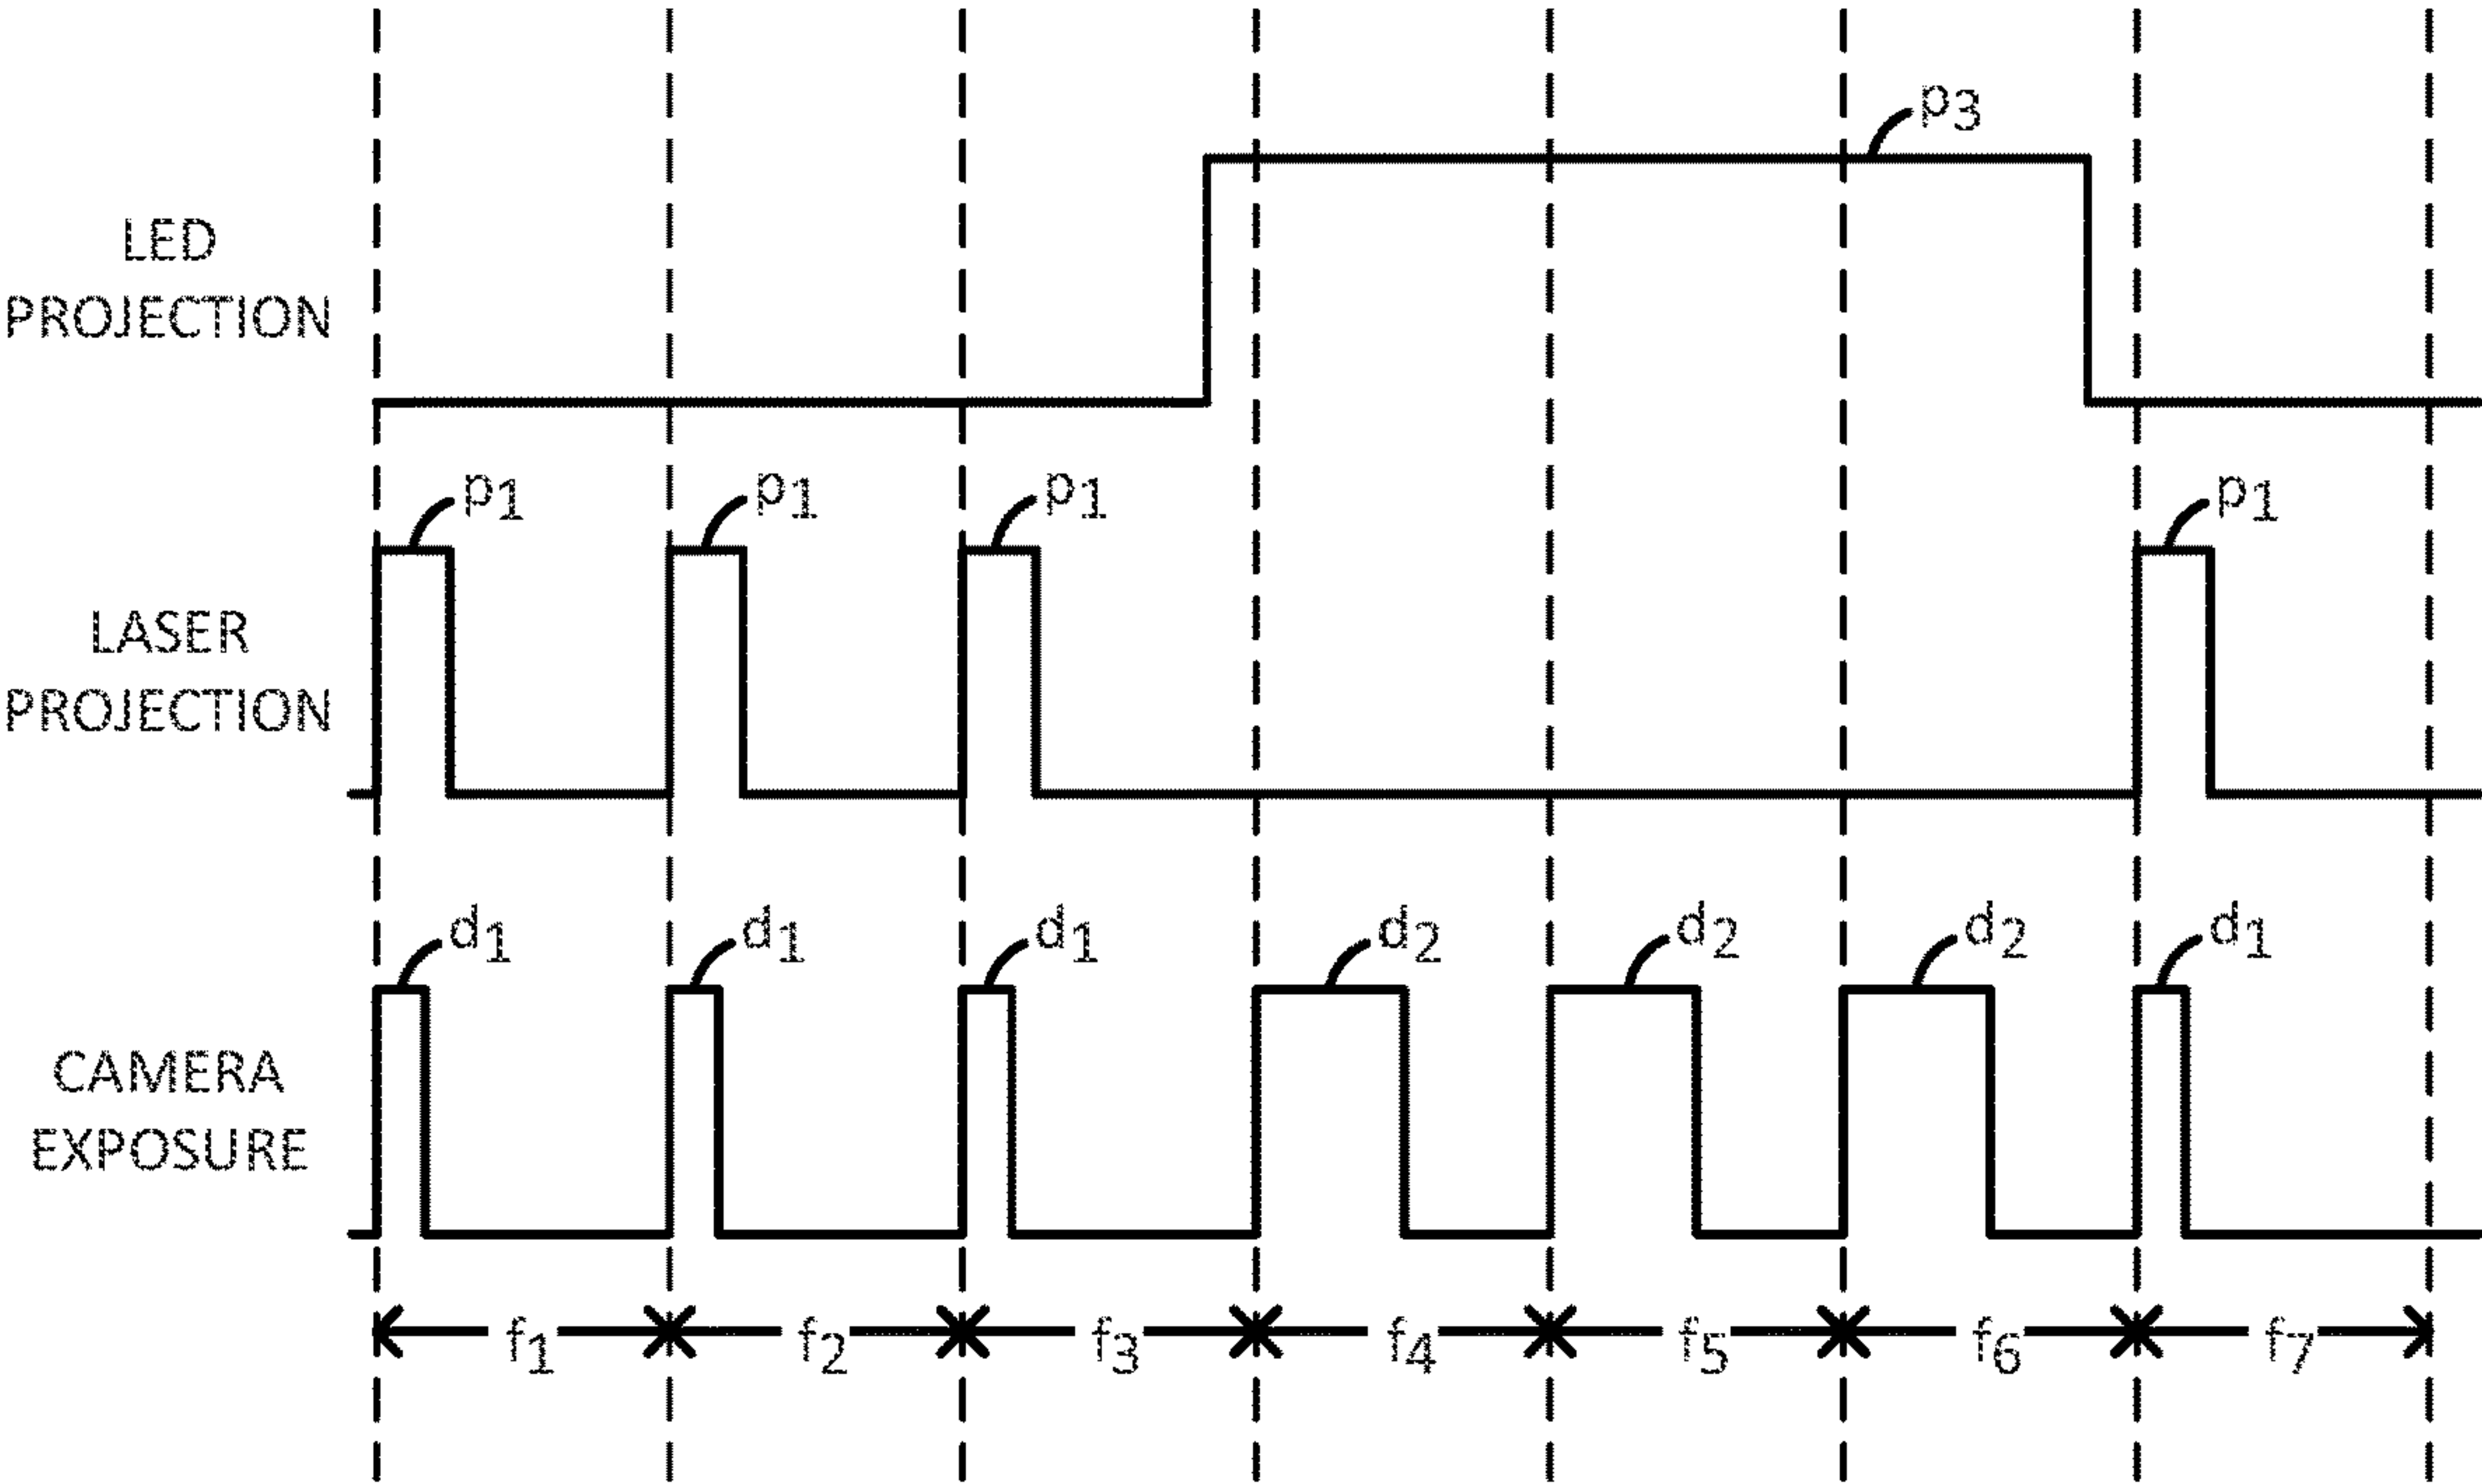 p3
LED
PROJECTION
p1 p1 p1 p1
LASER
PROJECTION
d1 d1 d1 d2 d2 d2 d1
CAMERA
EXPOSURE
f1 f2 f3 f4 f5 f6 f7